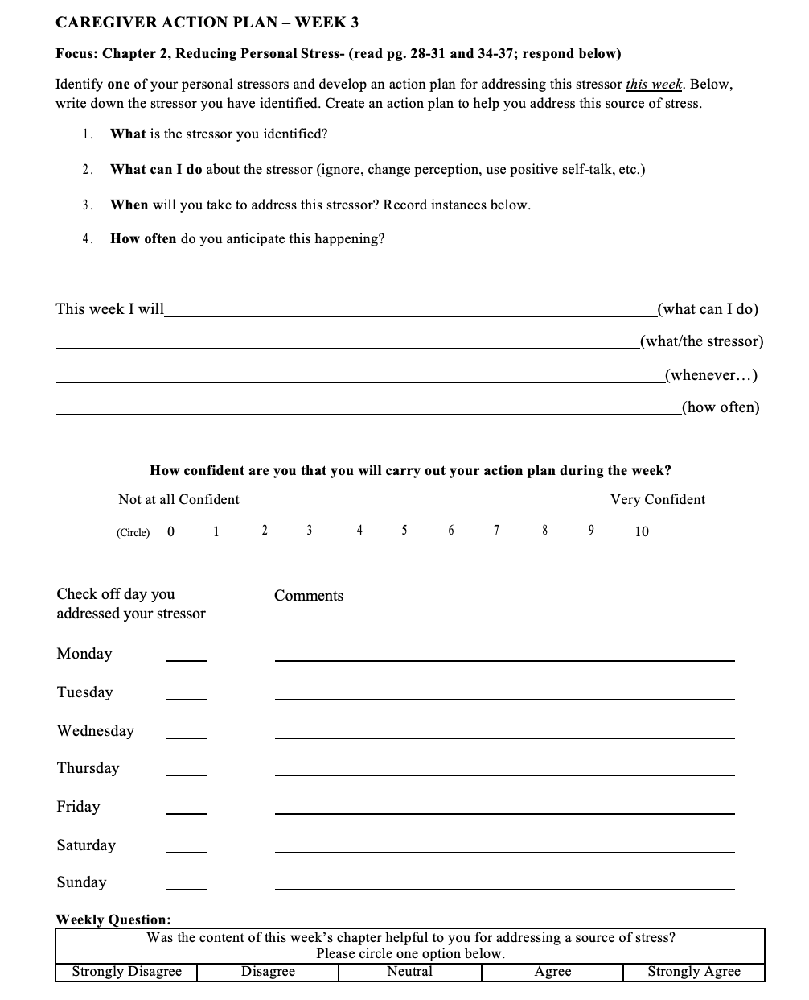 CAREGIVER ACTION PLAN – WEEK 3
Focus: Chapter 2, Reducing Personal Stress- (read pg. 28-31 and 34-37; respond below)
Identify one of your personal stressors and develop an action plan for addressing this stressor this week. Below,
write down the stressor you have identified. Create an action plan to help you address this source of stress.
1. What is the stressor you identified?
2. What can I do about the stressor (ignore, change perception, use positive self-talk, etc.)
3. When will you take to address this stressor? Record instances below.
4. How often do you anticipate this happening?
This week I will (what can I do)
(what/the stressor)
(whenever…)
(how often)
How confident are you that you will carry out your action plan during the week?
Not at all Confident Very Confident
(Circle) 0 1 2 3 4 5 6 7 8 9 10
Check off day you
addressed your stressor
Comments
Monday
Tuesday
Wednesday
Thursday
Friday
Saturday
Sunday
Weekly Question:
Was the content of this week’s chapter helpful to you for addressing a source of stress?
Please circle one option below.
Strongly Disagree Disagree Neutral Agree Strongly Agree